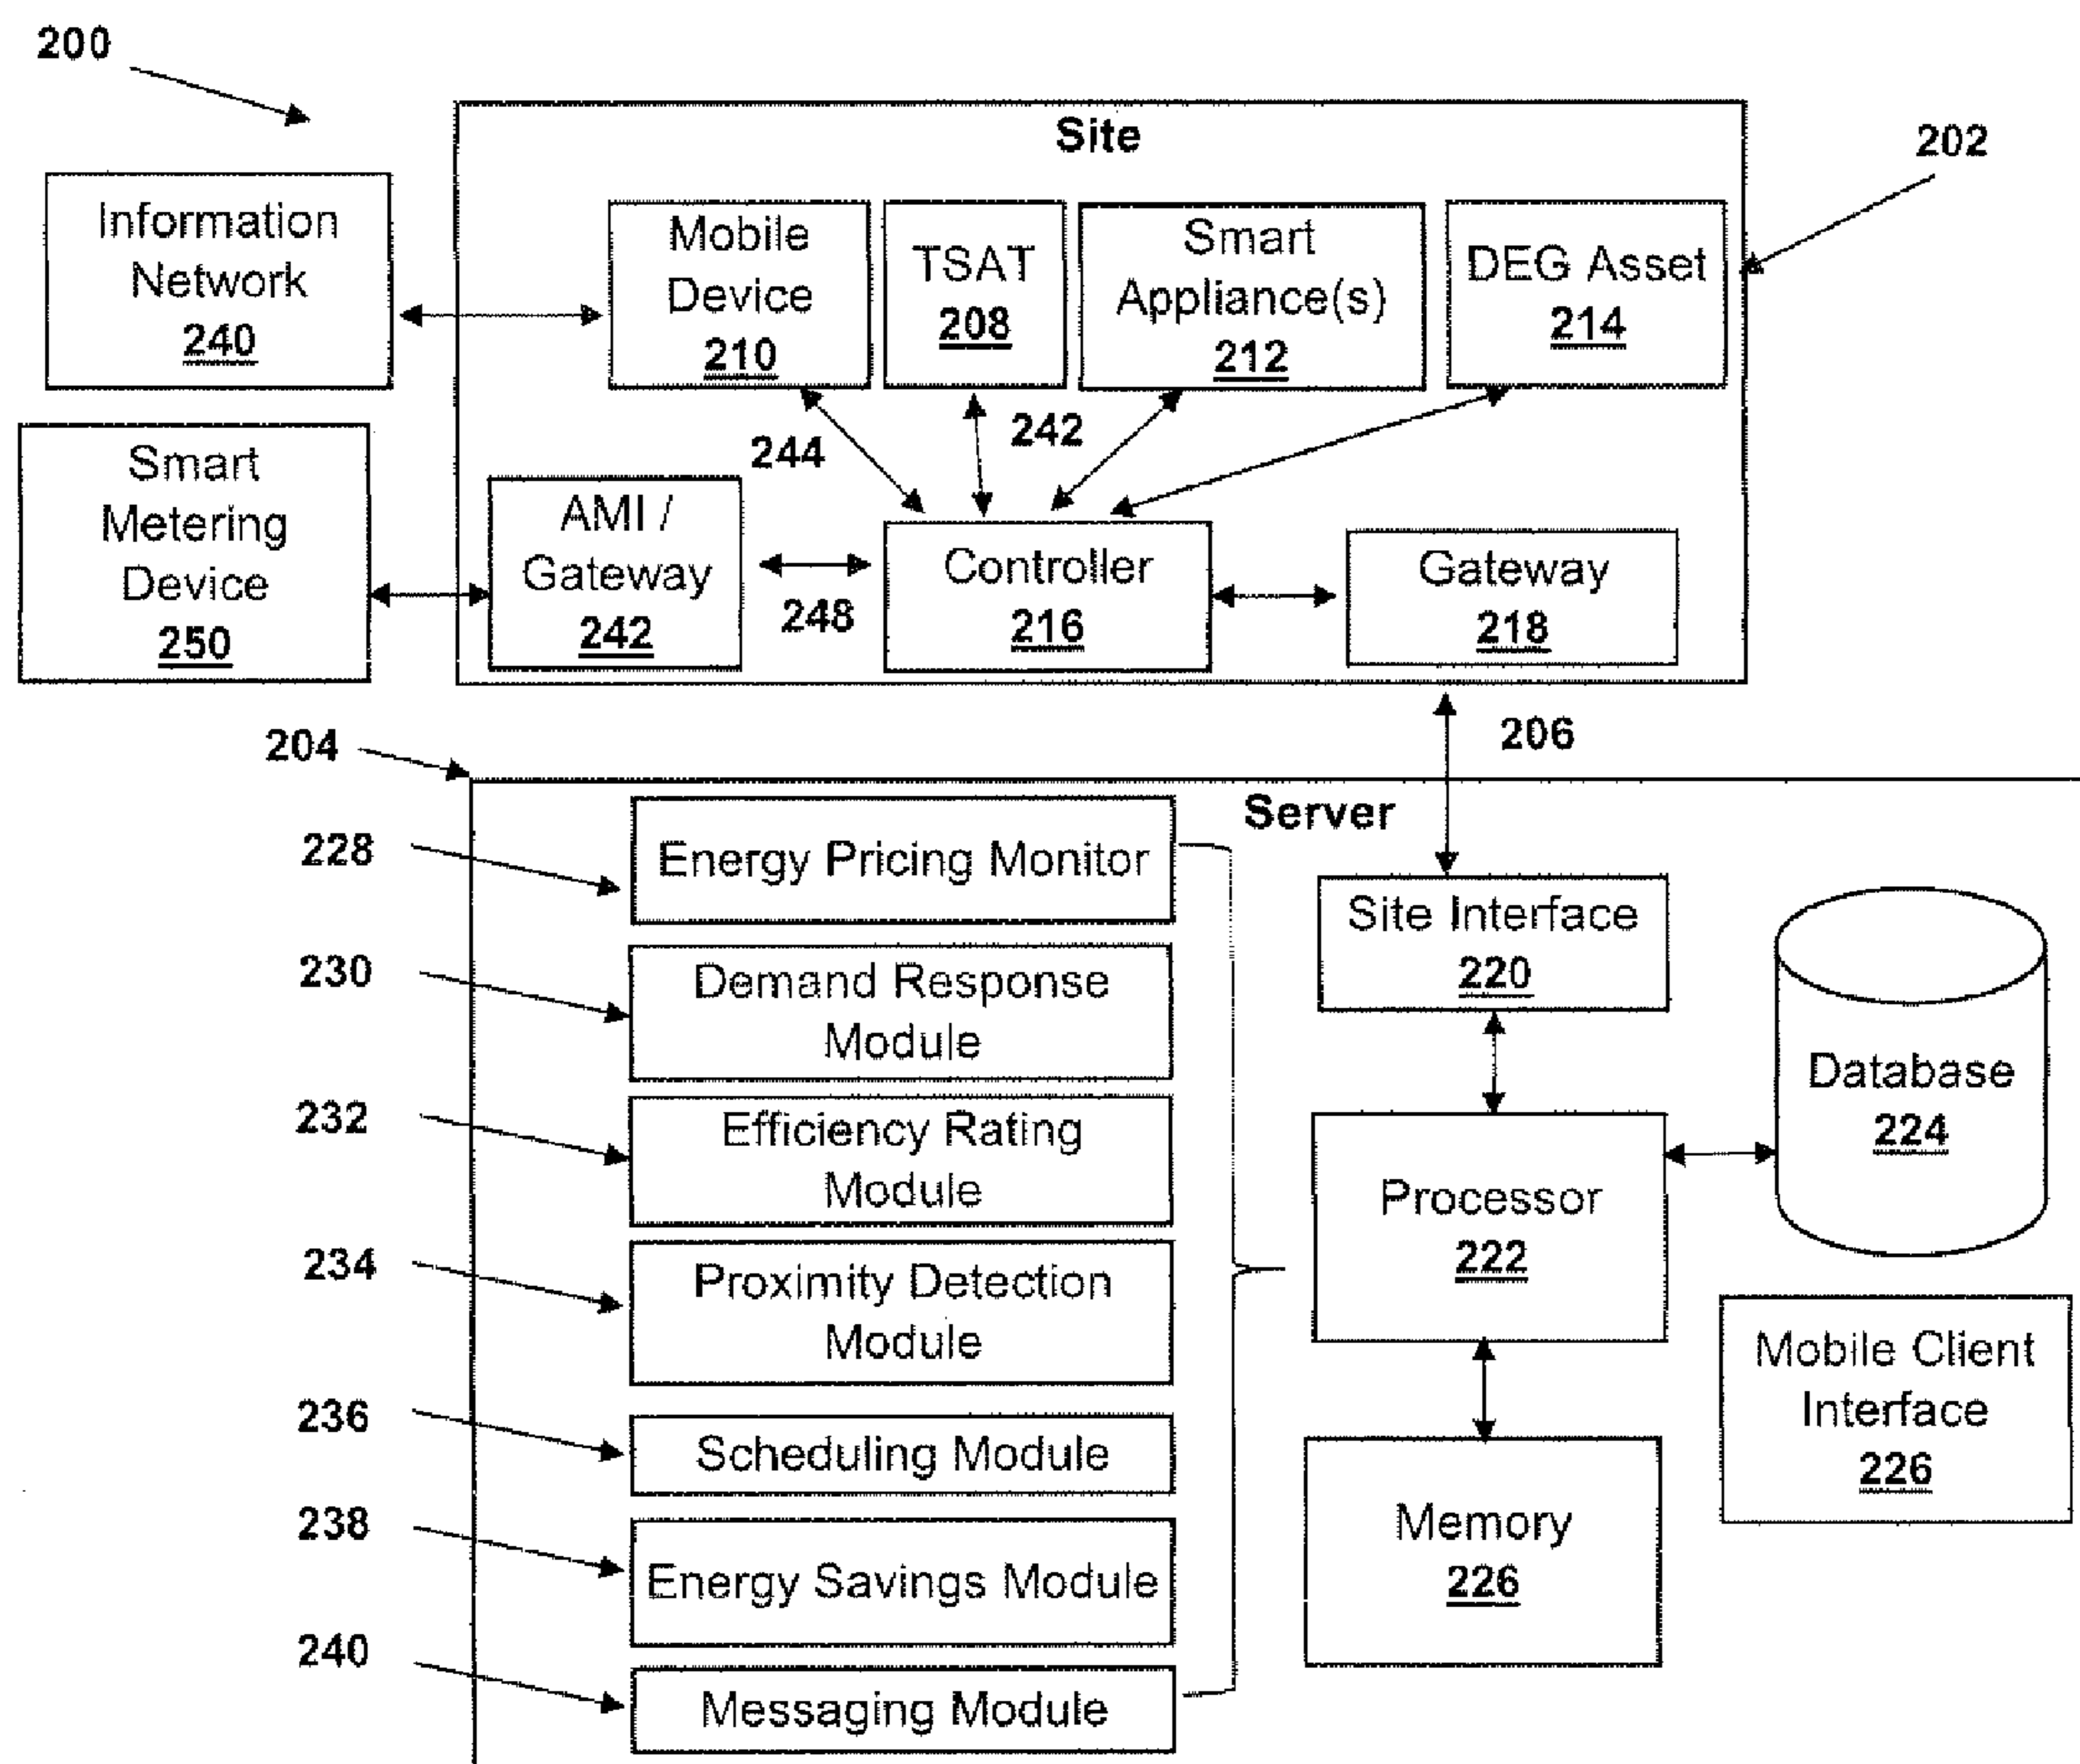 200
Site
202
Information
Network
240
Mobile
Device
210
TSAT
208
Smart
Appliance(s)
212
DEG Asset
214
244
242
Smart
Metering
Device
250
AMI /
Gateway
242
248
Controller
216
Gateway
218
206
204
Server
228
Energy Pricing Monitor
230
Demand Response
Module
232
Efficiency Rating
Module
234
Proximity Detection
Module
236
Scheduling Module
238
Energy Savings Module
240
Messaging Module
Site Interface
220
Processor
222
Database
224
Mobile Client
Interface
226
Memory
226